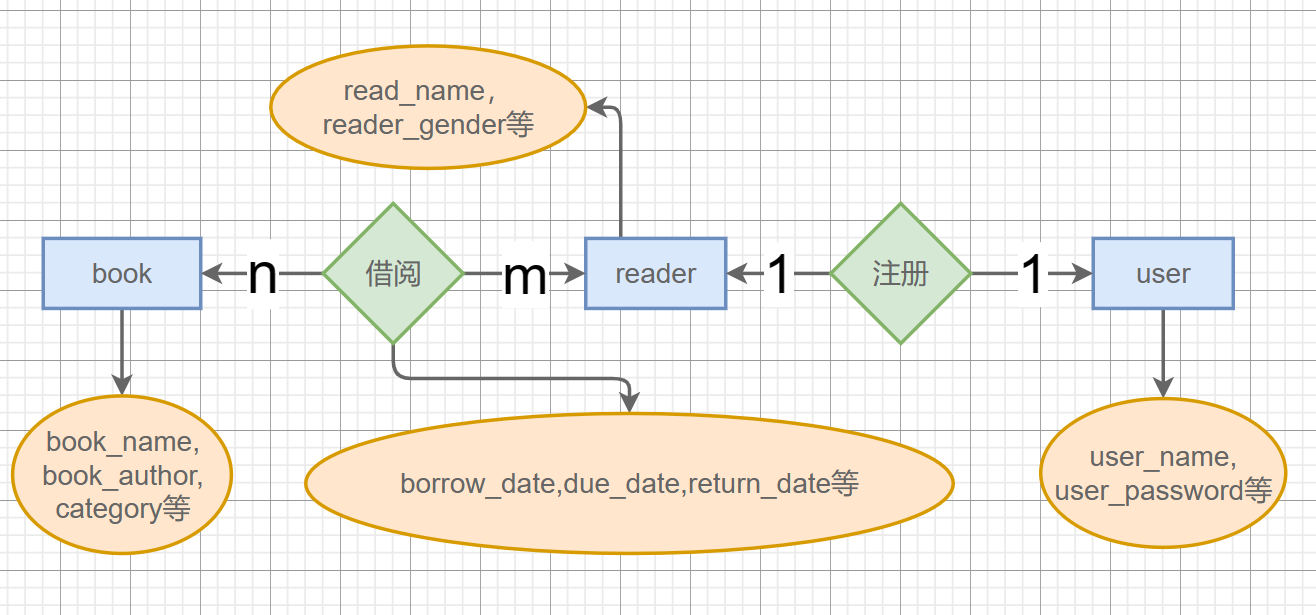 read_name，
reader_gender等
book
n
借阅
m
reader
1
注册
1
user
book_name,
book_author,
category等
borrow_date,due_date,return_date等
user_name,
user_password等